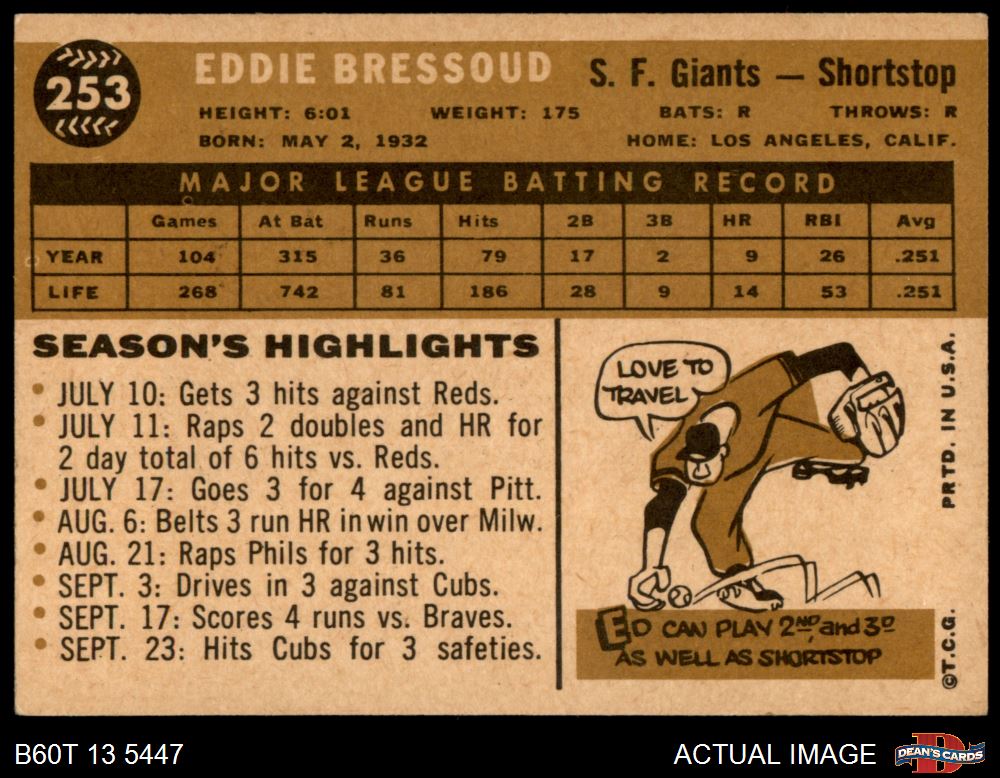 253
EDDIE BRESSOUD
S. F. Giants — Shortstop
HEIGHT: 6:01 WEIGHT: 175 BATS: R THROWS: R
BORN: MAY 2, 1932 HOME: LOS ANGELES, CALIF.
MAJOR LEAGUE BATTING RECORD
Games At Bat Runs Hits 2B 3B HR RBI Avg
YEAR 104 315 36 79 17 2 9 26 .251
LIFE 268 742 81 186 28 9 14 53 .251
SEASON'S HIGHLIGHTS
• JULY 10: Gets 3 hits against Reds.
• JULY 11: Raps 2 doubles and HR for
2 day total of 6 hits vs. Reds.
• JULY 17: Goes 3 for 4 against Pitt.
• AUG. 6: Belts 3 run HR in win over Milw.
• AUG. 21: Raps Phils for 3 hits.
• SEPT. 3: Drives in 3 against Cubs.
• SEPT. 17: Scores 4 runs vs. Braves.
• SEPT. 23: Hits Cubs for 3 safeties.
LOVE TO
TRAVEL
ED CAN PLAY 2ND, and 3D
AS WELL AS SHORTSTOP
©T.C.G. PRTD. IN U.S.A.
B60T 13 5447
ACTUAL IMAGE
D
DEAN'S CARDS